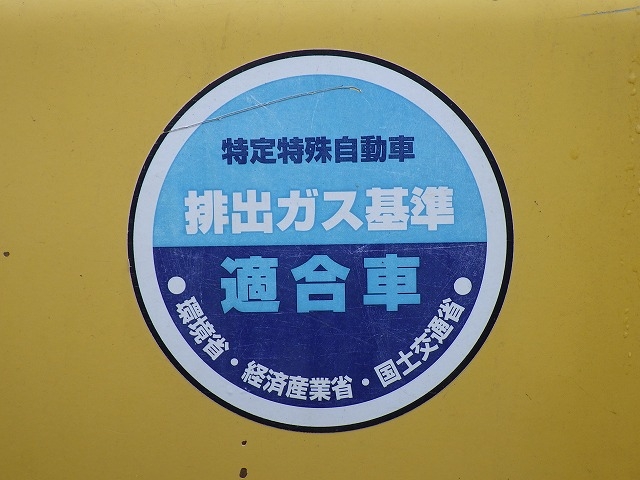 特定特殊自動車
排出ガス基準
適合車
環境省・経済産業省・国土交通省